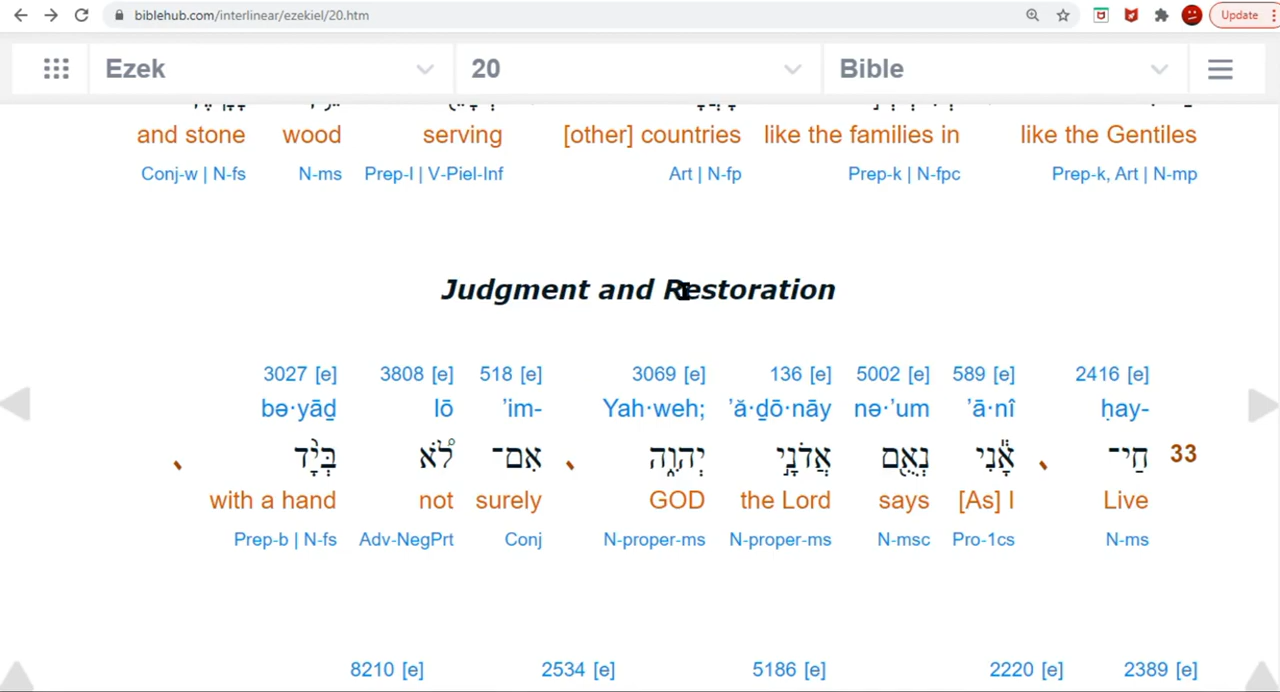 biblehub.com/interlinear/ezekiel/20.htm Update
Ezek 20 Bible
and stone wood serving [other] countries like the families in like the Gentiles
Conj-w | N-fs N-ms Prep-l | V-Piel-Inf Art | N-fp Prep-k | N-fpc Prep-k, Art | N-mp
Judgment and Restoration
3027 [e] 3808 [e] 518 [e] 3069 [e] 136 [e] 5002 [e] 589 [e] 2416 [e]
bə·yāḏ lō ’im- Yah·weh; ’ă·ḏō·nāy nə·’um ’ā·nî ḥay-
33 חַי־ ､ אָ֗נִי נְאֻם֙ אֲדֹנָ֣י יְהוִ֔ה ､ אִם־ לֹ֠א בְּיָ֨ד ､
with a hand not surely GOD the Lord says [As] I Live
Prep-b | N-fs Adv-NegPrt Conj N-proper-ms N-proper-ms N-msc Pro-1cs N-ms
8210 [e] 2534 [e] 5186 [e] 2220 [e] 2389 [e]